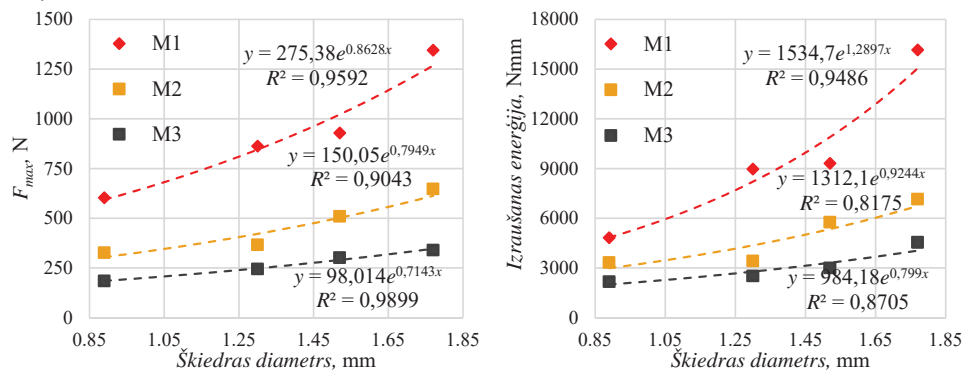 1500
1250
1000
750
500
250
0
F_max, N
M1
M2
M3
y = 275,38e^0.8628x
R² = 0,9592
y = 150,05e^0,7949x
R² = 0,9043
y = 98,014e^0,7143x
R² = 0,9899
0.85 1.05 1.25 1.45 1.65 1.85
Škiedras diametrs, mm
18000
15000
12000
9000
6000
3000
0
Izraušanas enerģija, Nmm
M1
M2
M3
y = 1534,7e^1,2897x
R² = 0,9486
y = 1312,1e^0,9244x
R² = 0,8175
y = 984,18e^0,799x
R² = 0,8705
0.85 1.05 1.25 1.45 1.65 1.85
Škiedras diametrs, mm